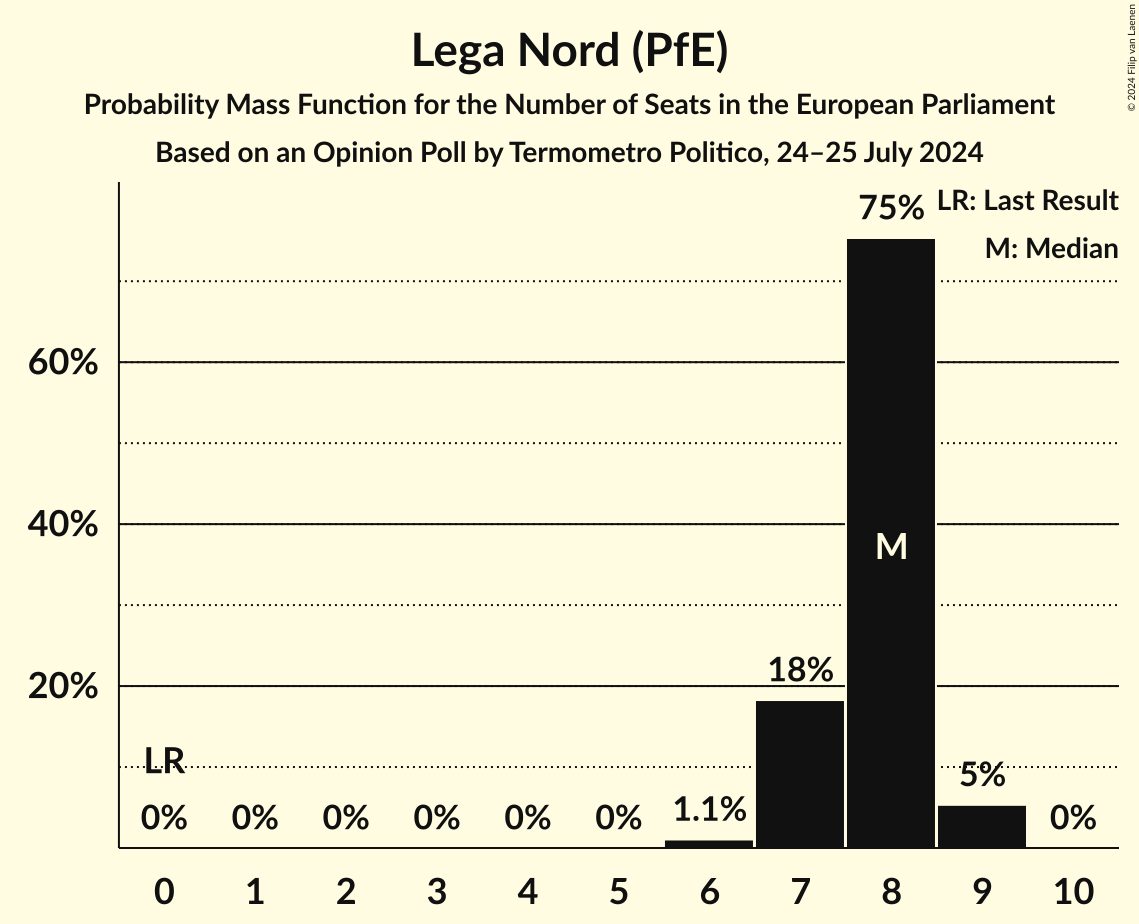 Lega Nord (PfE)
Probability Mass Function for the Number of Seats in the European Parliament
Based on an Opinion Poll by Termometro Politico, 24–25 July 2024
© 2024 Filip van Laenen
LR: Last Result
M: Median
75%
60%
40%
M
20%
18%
LR
5%
0% 0% 0% 0% 0% 0% 1.1% 0%
0 1 2 3 4 5 6 7 8 9 10